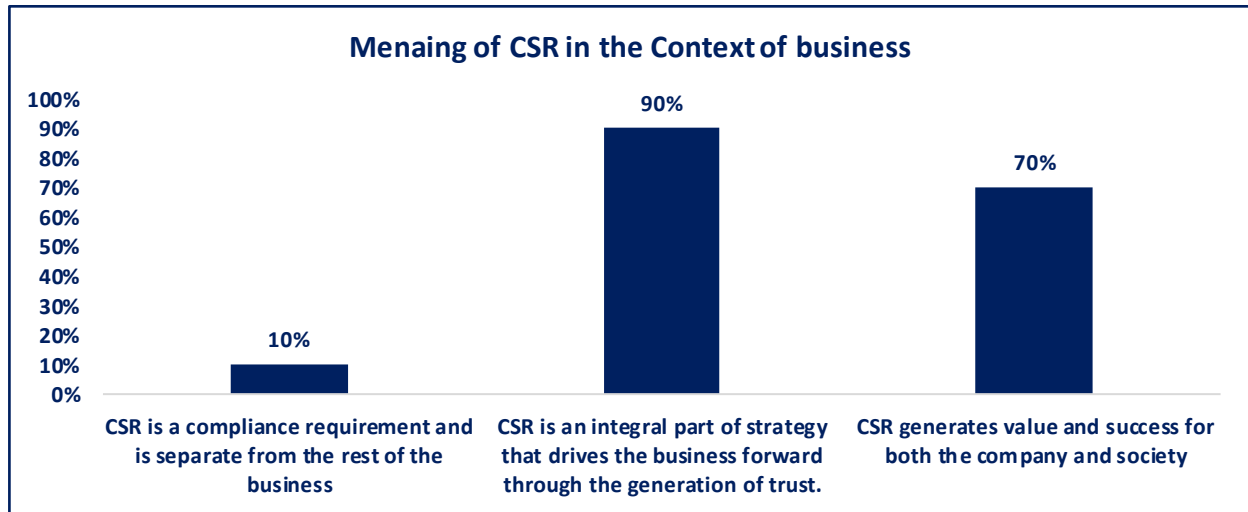 Menaing of CSR in the Context of business
100%
90%
80%
70%
60%
50%
40%
30%
20%
10%
0%
10%
90%
70%
CSR is a compliance requirement and
is separate from the rest of the
business
CSR is an integral part of strategy
that drives the business forward
through the generation of trust.
CSR generates value and success for
both the company and society